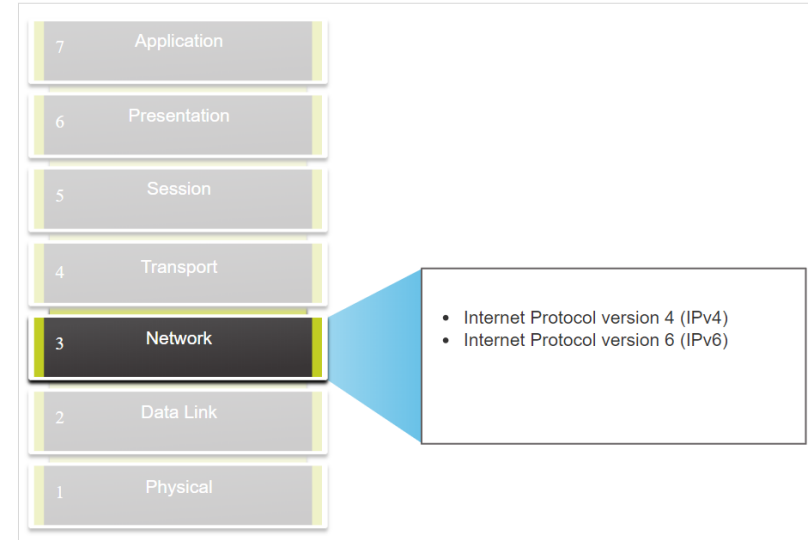 7 Application
6 Presentation
5 Session
4 Transport
3 Network
2 Data Link
1 Physical
• Internet Protocol version 4 (IPv4)
• Internet Protocol version 6 (IPv6)